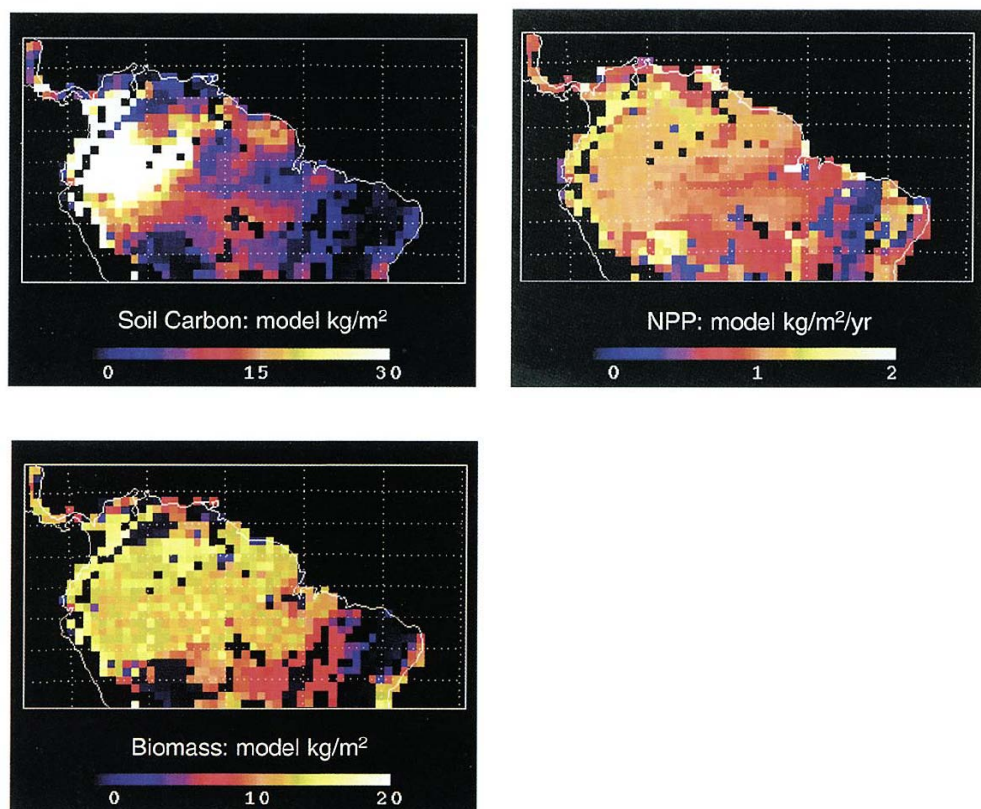 Soil Carbon: model kg/m²
0 15 30
NPP: model kg/m²/yr
0 1 2
Biomass: model kg/m²
0 10 20